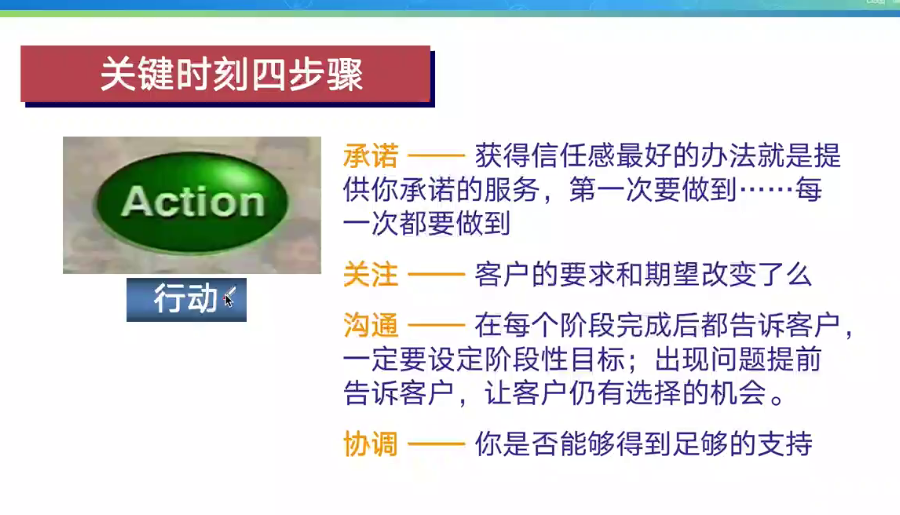 关键时刻四步骤
Action
行动
承诺 —— 获得信任感最好的办法就是提
供你承诺的服务，第一次要做到……每
一次都要做到
关注 —— 客户的要求和期望改变了么
沟通 —— 在每个阶段完成后都告诉客户，
一定要设定阶段性目标；出现问题提前
告诉客户，让客户仍有选择的机会。
协调 —— 你是否能够得到足够的支持